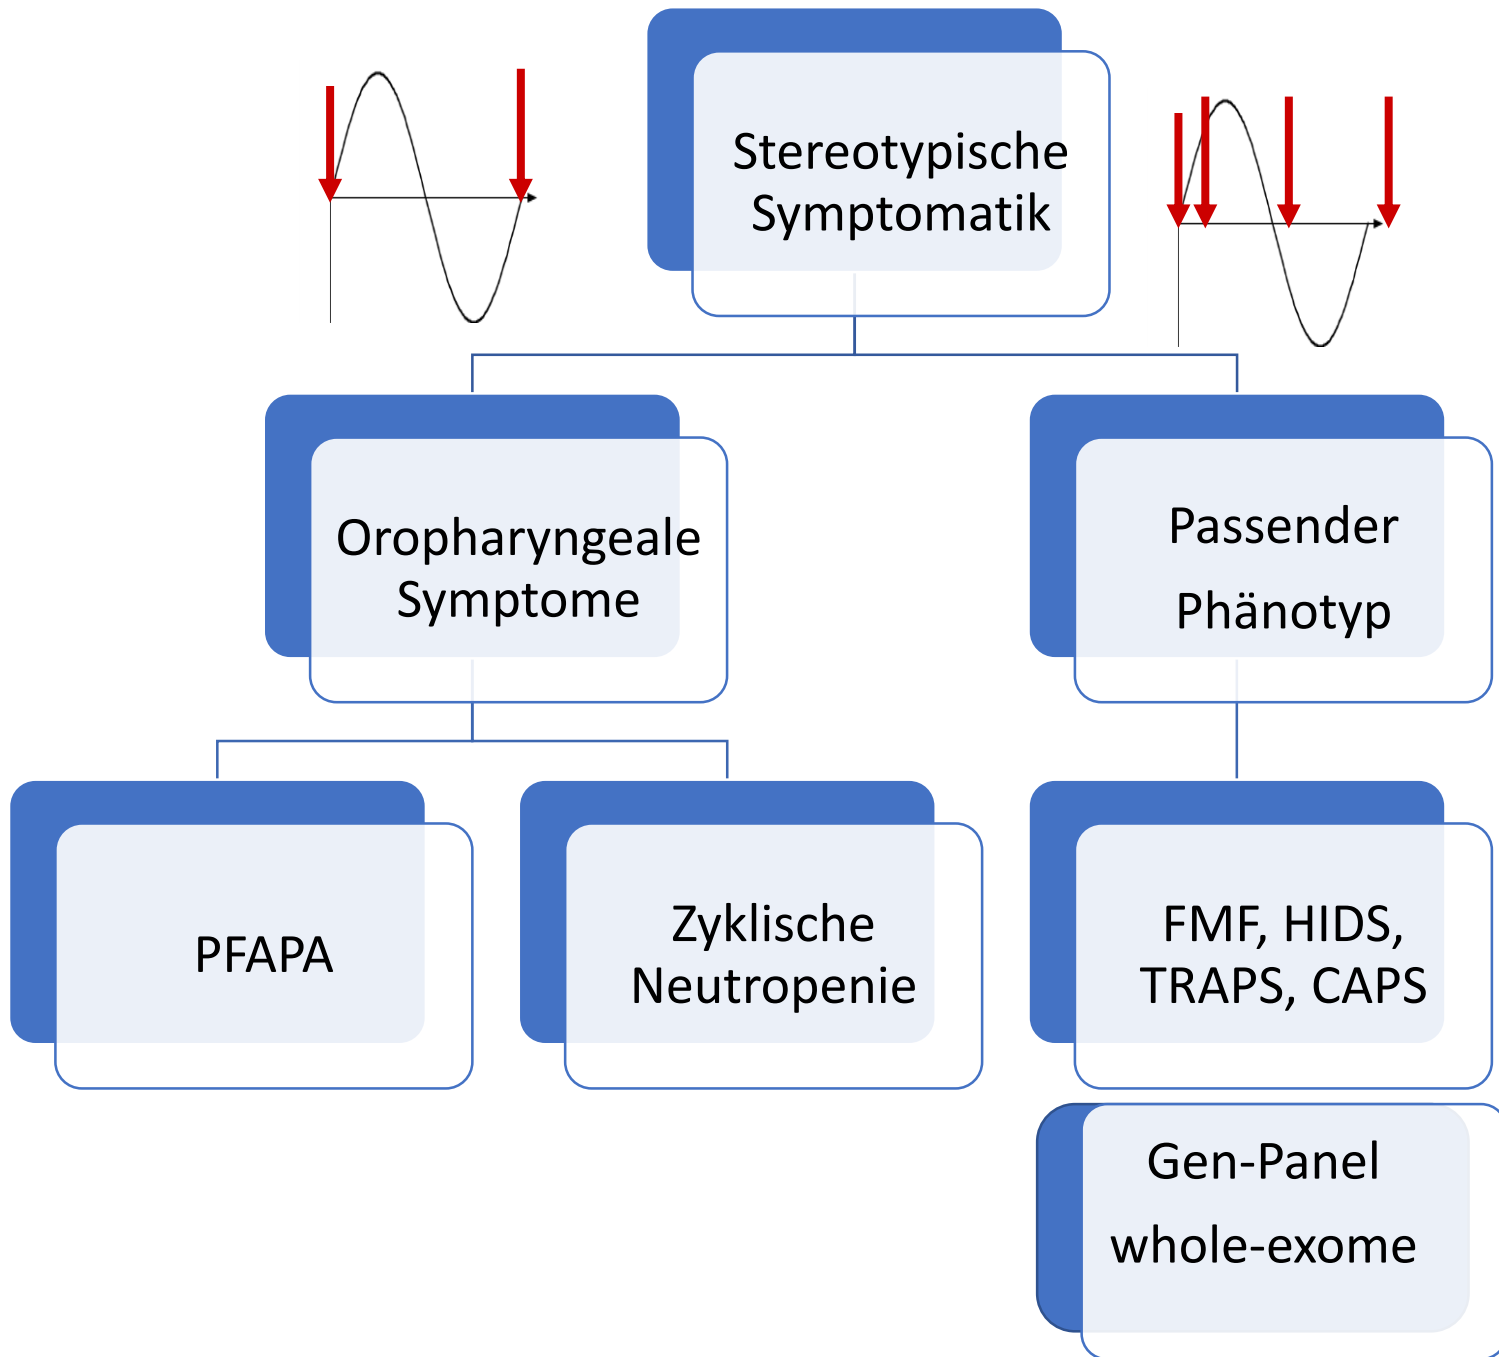 Stereotypische
Symptomatik
Oropharyngeale
Symptome
Passender
Phänotyp
PFAPA
Zyklische
Neutropenie
FMF, HIDS,
TRAPS, CAPS
Gen-Panel
whole-exome